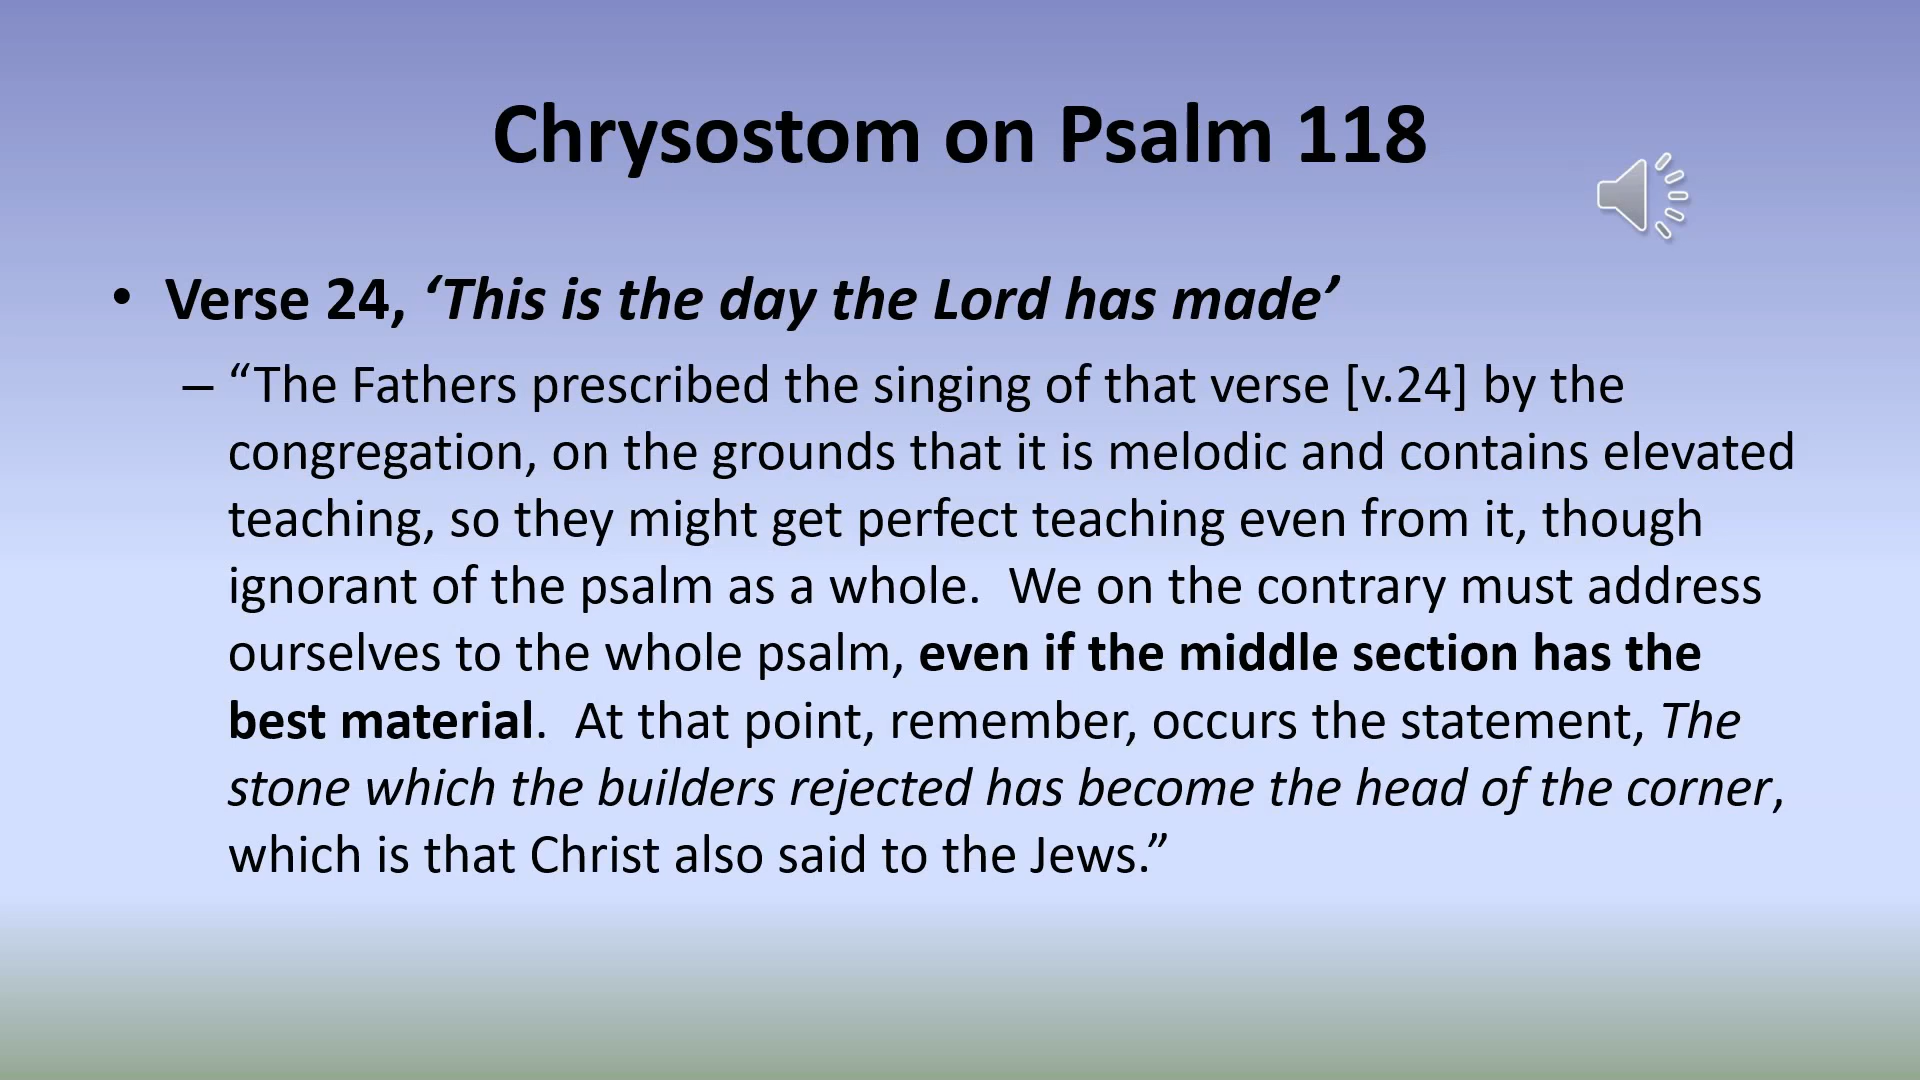 Chrysostom on Psalm 118
• Verse 24, ‘This is the day the Lord has made’
– “The Fathers prescribed the singing of that verse [v.24] by the
congregation, on the grounds that it is melodic and contains elevated
teaching, so they might get perfect teaching even from it, though
ignorant of the psalm as a whole.  We on the contrary must address
ourselves to the whole psalm, even if the middle section has the
best material.  At that point, remember, occurs the statement, The
stone which the builders rejected has become the head of the corner,
which is that Christ also said to the Jews.”